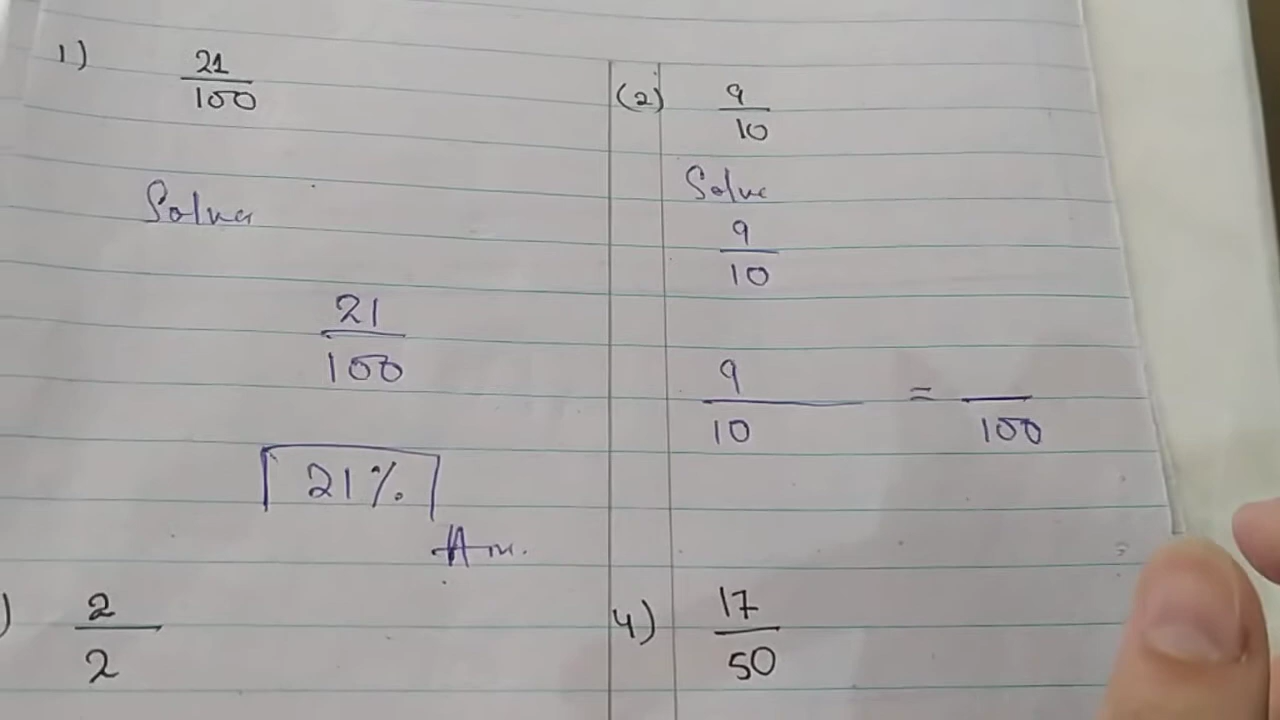 1) 21/100
Solve
21/100
21%
An.
(2) 9/10
Solve
9/10
9/10 = /100
) 2/2
4) 17/50